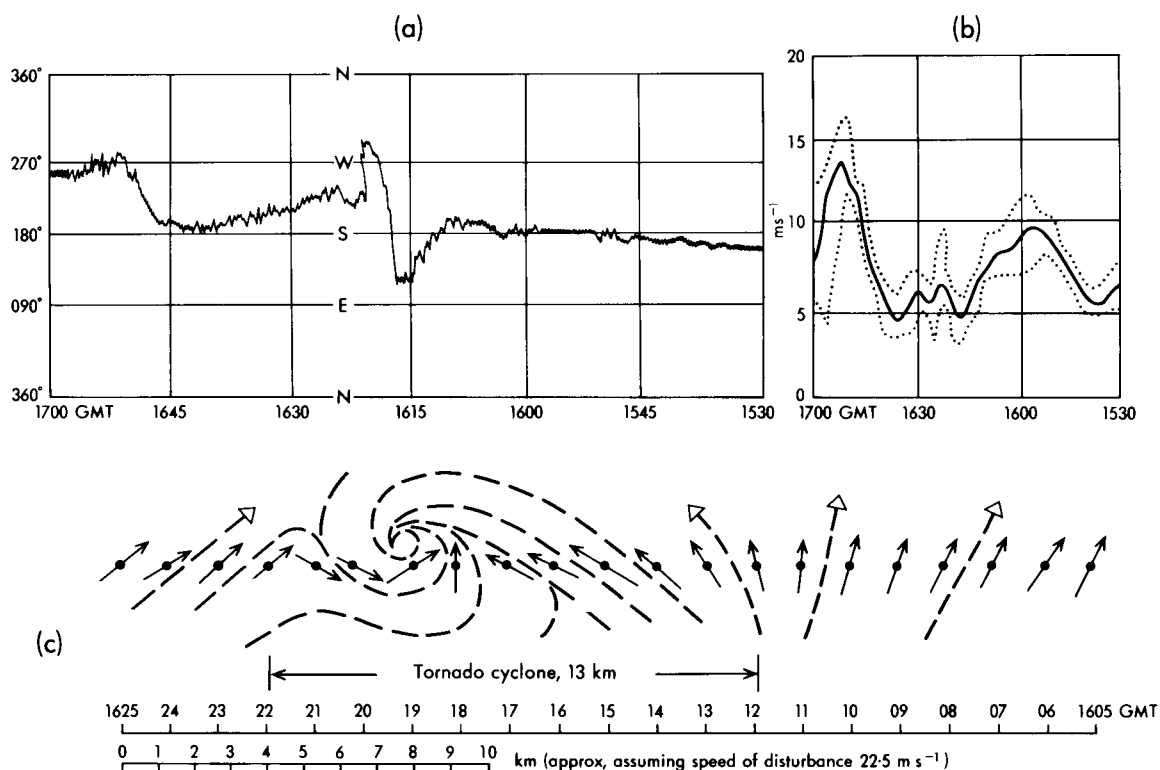 (a)
360°
270°
180°
090°
360°
N
W
S
E
N
1700 GMT 1645 1630 1615 1600 1545 1530
(b)
20
15
10
5
0
ms⁻¹
1700 GMT 1630 1600 1530
(c)
Tornado cyclone, 13 km
1625 24 23 22 21 20 19 18 17 16 15 14 13 12 11 10 09 08 07 06 1605 GMT
0 1 2 3 4 5 6 7 8 9 10 km (approx, assuming speed of disturbance 22·5 m s⁻¹)